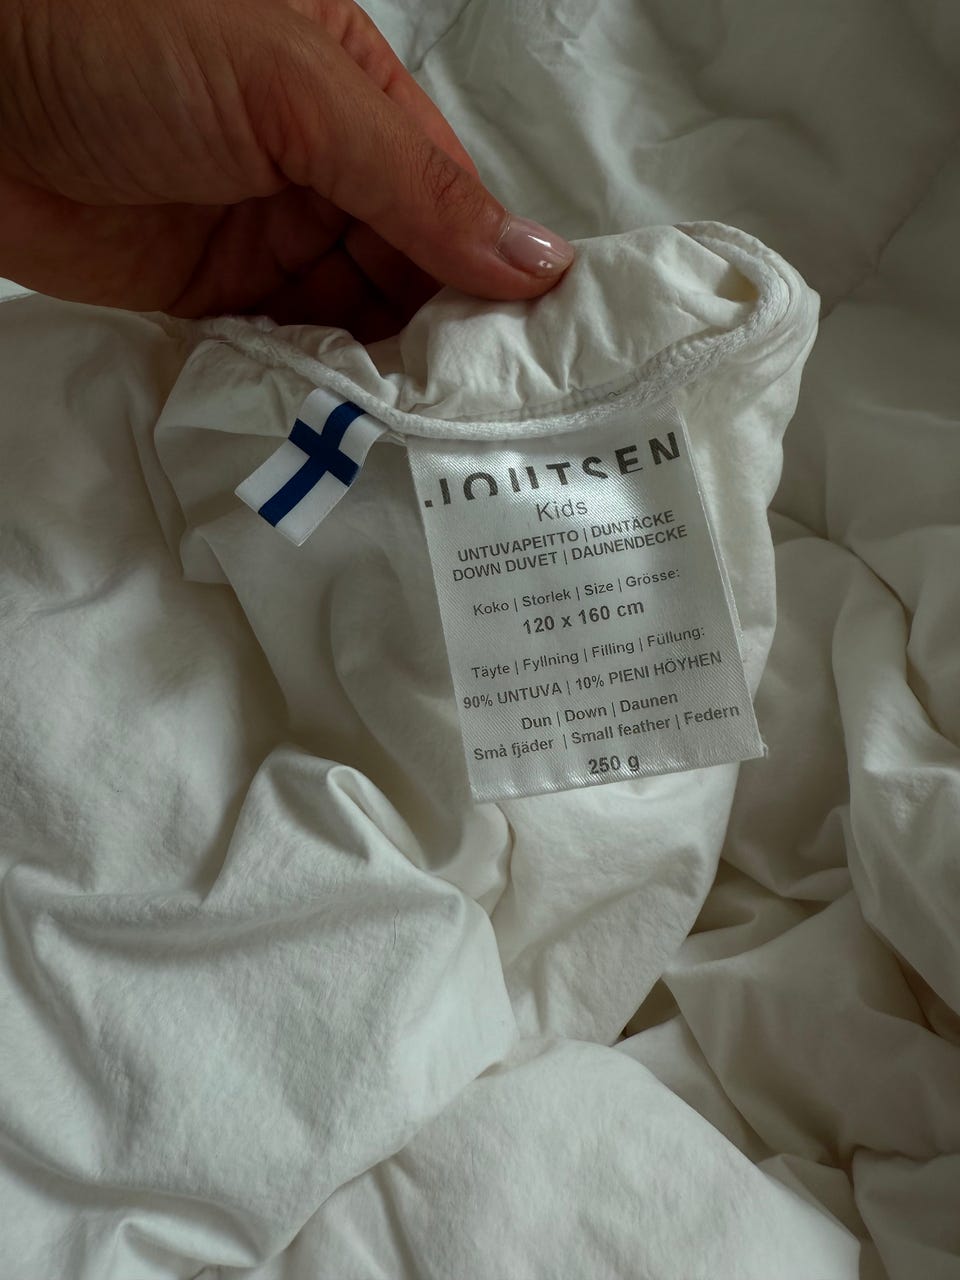 JOUTSEN
Kids
UNTUVAPEITTO | DUNTÄCKE
DOWN DUVET | DAUNENDECKE
Koko | Storlek | Size | Grösse:
120 x 160 cm
Täyte | Fyllning | Filling | Füllung:
90% UNTUVA | 10% PIENI HÖYHEN
Dun | Down | Daunen
Små fjäder | Small feather | Federn
250 g